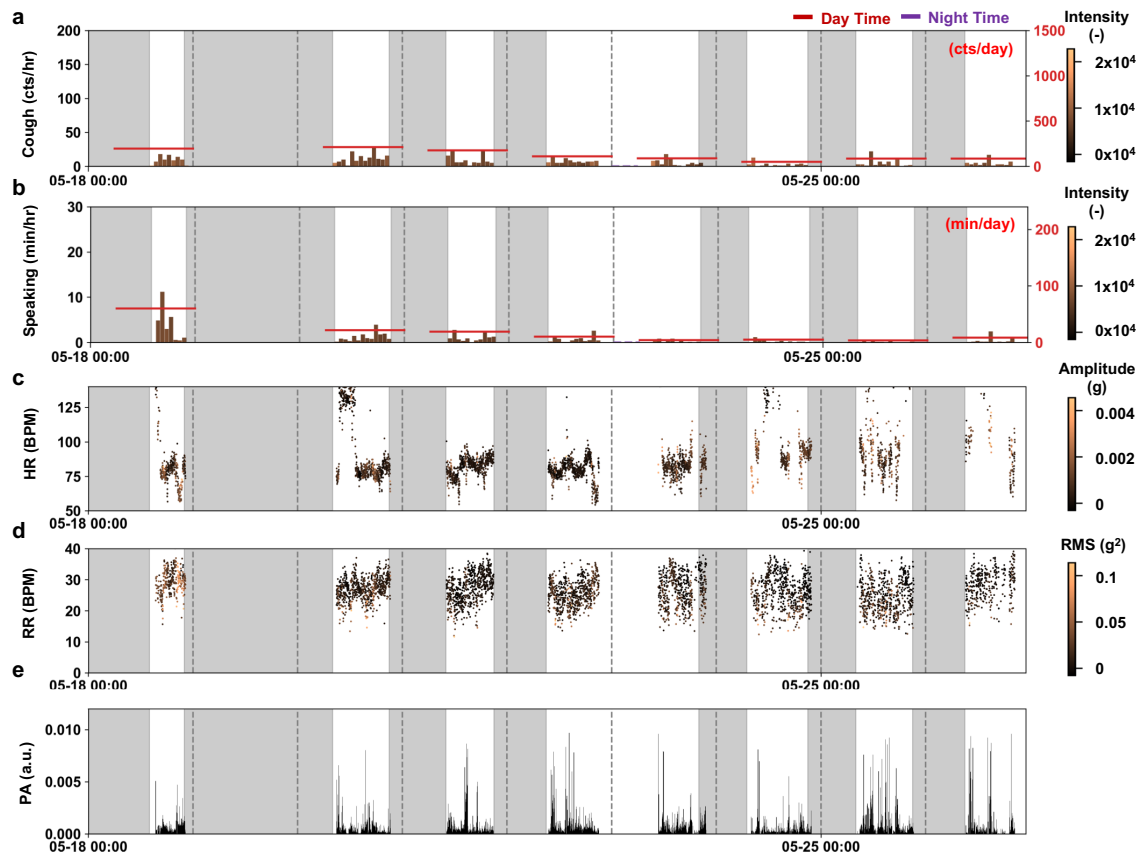 a
Day Time
Night Time
Intensity
(-)
200
150
100
50
0
Cough (cts/hr)
(cts/day)
1500
1000
500
0
2x10⁴
1x10⁴
0x10⁴
05-18 00:00
05-25 00:00
b
Intensity
(-)
30
20
10
0
Speaking (min/hr)
(min/day)
200
100
0
2x10⁴
1x10⁴
0x10⁴
05-18 00:00
05-25 00:00
c
Amplitude
(g)
125
100
75
50
HR (BPM)
0.004
0.002
0
05-18 00:00
05-25 00:00
d
RMS (g²)
40
30
20
10
0
RR (BPM)
0.1
0.05
0
05-18 00:00
05-25 00:00
e
0.010
0.005
0.000
PA (a.u.)
05-18 00:00
05-25 00:00